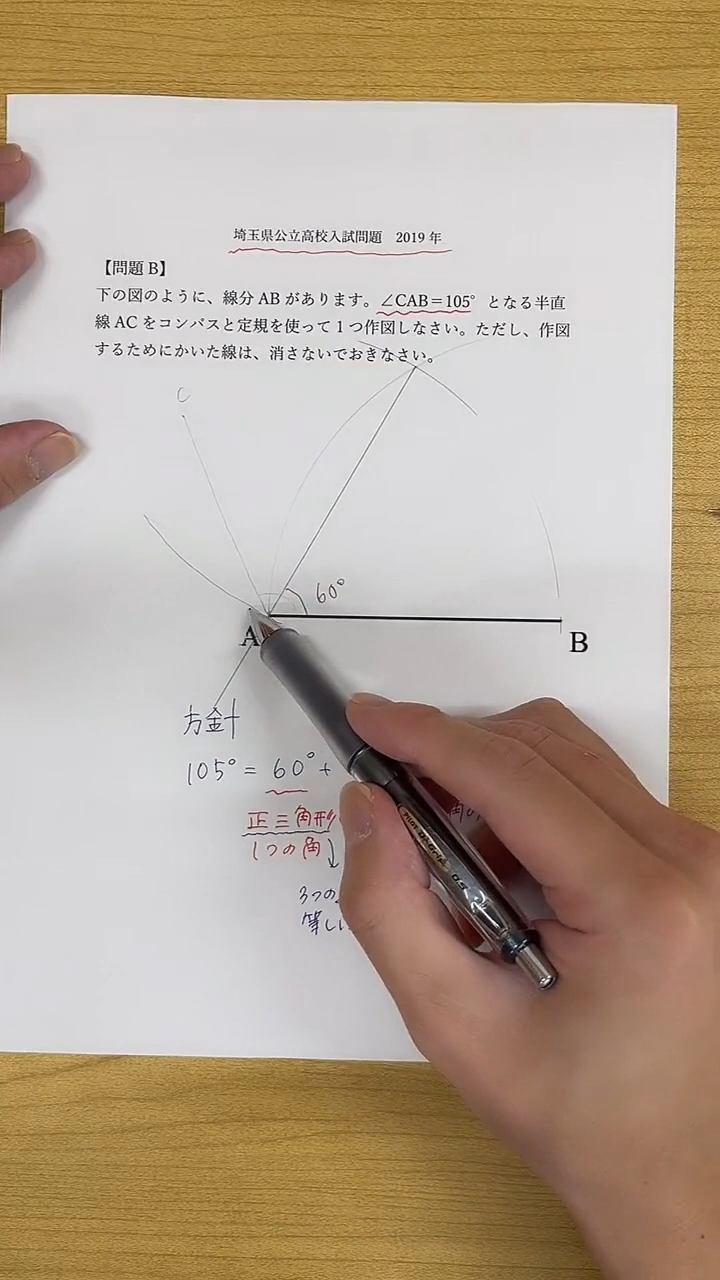 埼玉県公立高校入試問題 2019 年
【問題 B】
下の図のように、線分 AB があります。∠CAB＝105° となる半直
線 AC をコンパスと定規を使って 1 つ作図しなさい。ただし、作図
するためにかいた線は、消さないでおきなさい。
C
60°
A
B
方針
105° = 60° +
正三角形
1つの角
3つの
等しい